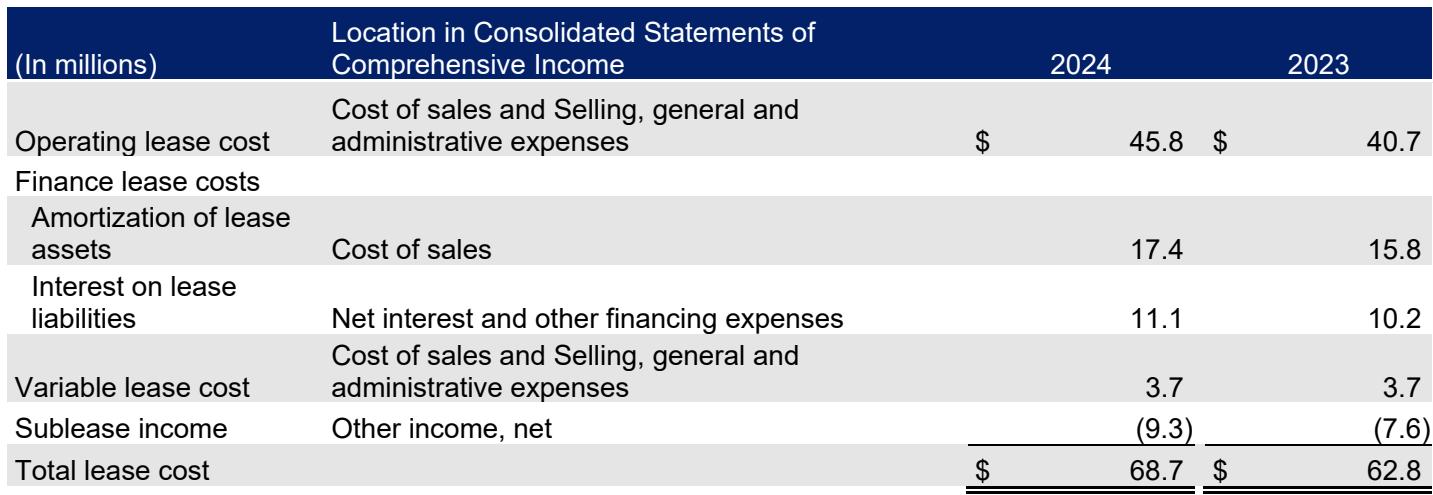 Location in Consolidated Statements of
(In millions) Comprehensive Income 2024 2023
Cost of sales and Selling, general and
Operating lease cost administrative expenses $ 45.8 $ 40.7
Finance lease costs
Amortization of lease
assets Cost of sales 17.4 15.8
Interest on lease
liabilities Net interest and other financing expenses 11.1 10.2
Cost of sales and Selling, general and
Variable lease cost administrative expenses 3.7 3.7
Sublease income Other income, net (9.3) (7.6)
Total lease cost $ 68.7 $ 62.8